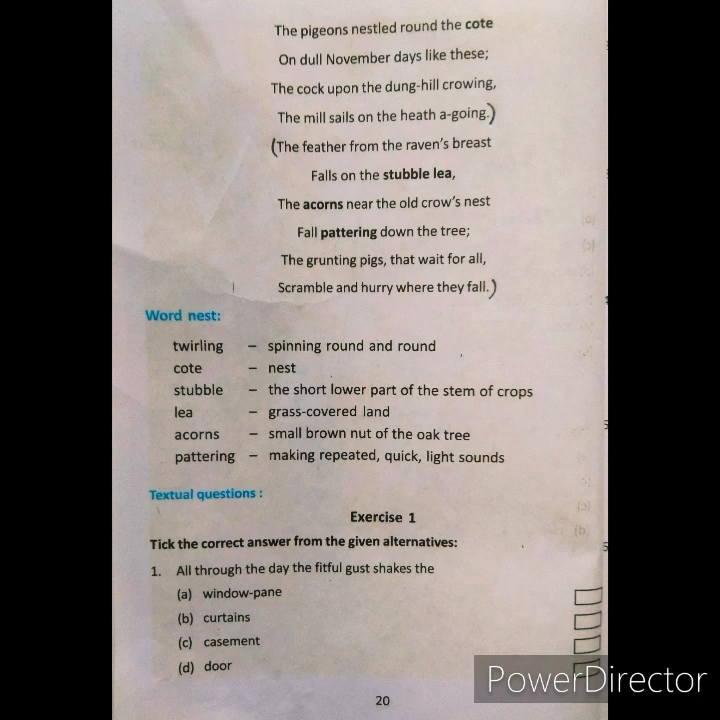 The pigeons nestled round the cote
On dull November days like these;
The cock upon the dung-hill crowing,
The mill sails on the heath a-going.)
(The feather from the raven's breast
Falls on the stubble lea,
The acorns near the old crow's nest
Fall pattering down the tree;
The grunting pigs, that wait for all,
Scramble and hurry where they fall.)
Word nest:
twirling – spinning round and round
cote – nest
stubble – the short lower part of the stem of crops
lea – grass-covered land
acorns – small brown nut of the oak tree
pattering – making repeated, quick, light sounds
Textual questions :
Exercise 1
Tick the correct answer from the given alternatives:
1. All through the day the fitful gust shakes the
(a) window-pane
(b) curtains
(c) casement
(d) door
PowerDirector
20